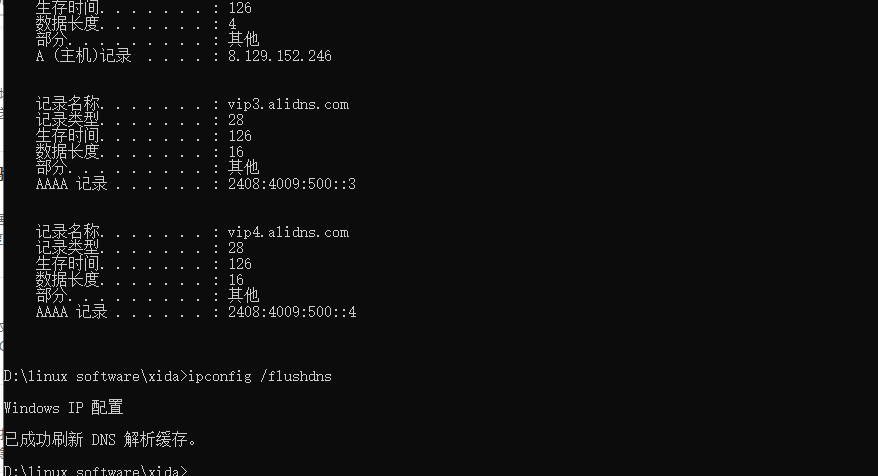 生存时间. . . . . . . : 126
数据长度. . . . . . . : 4
部分. . . . . . . . . : 其他
A (主机)记录  . . . . : 8.129.152.246
记录名称. . . . . . . : vip3.alidns.com
记录类型. . . . . . . : 28
生存时间. . . . . . . : 126
数据长度. . . . . . . : 16
部分. . . . . . . . . : 其他
AAAA 记录 . . . . . . : 2408:4009:500::3
记录名称. . . . . . . : vip4.alidns.com
记录类型. . . . . . . : 28
生存时间. . . . . . . : 126
数据长度. . . . . . . : 16
部分. . . . . . . . . : 其他
AAAA 记录 . . . . . . : 2408:4009:500::4
D:\linux software\xida>ipconfig /flushdns
Windows IP 配置
已成功刷新 DNS 解析缓存。
D:\linux software\xida>